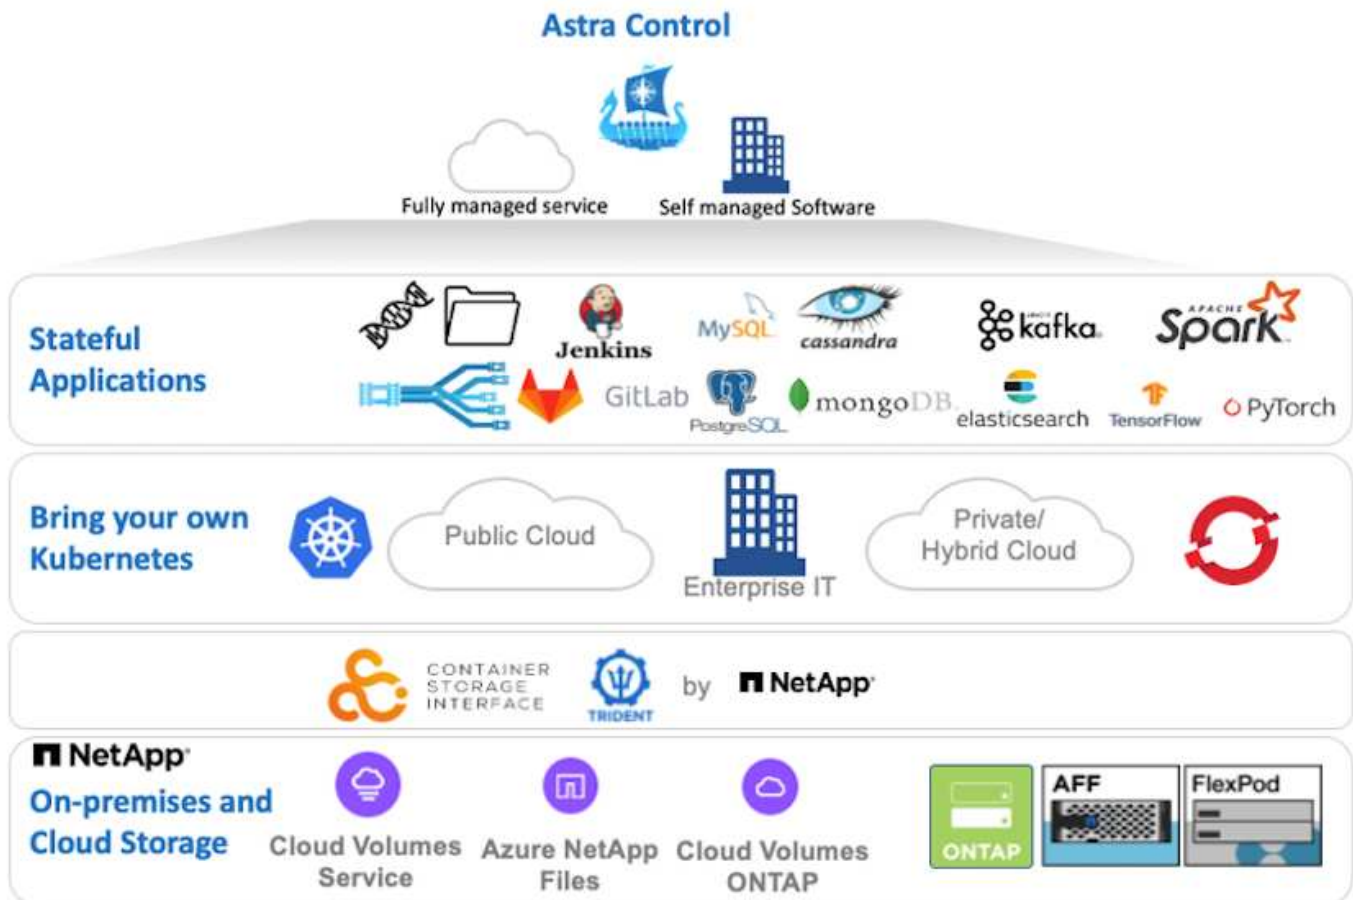 Astra Control
Fully managed service
Self managed Software
Stateful
Applications
Jenkins
MySQL
cassandra
kafka
APACHE
Spark
GitLab
PostgreSQL
mongoDB
elasticsearch
TensorFlow
PyTorch
Bring your own
Kubernetes
Public Cloud
Enterprise IT
Private/
Hybrid Cloud
CONTAINER
STORAGE
INTERFACE
TRIDENT
by
NetApp
NetApp
On-premises and
Cloud Storage
Cloud Volumes
Service
Azure NetApp
Files
Cloud Volumes
ONTAP
ONTAP
AFF
FlexPod